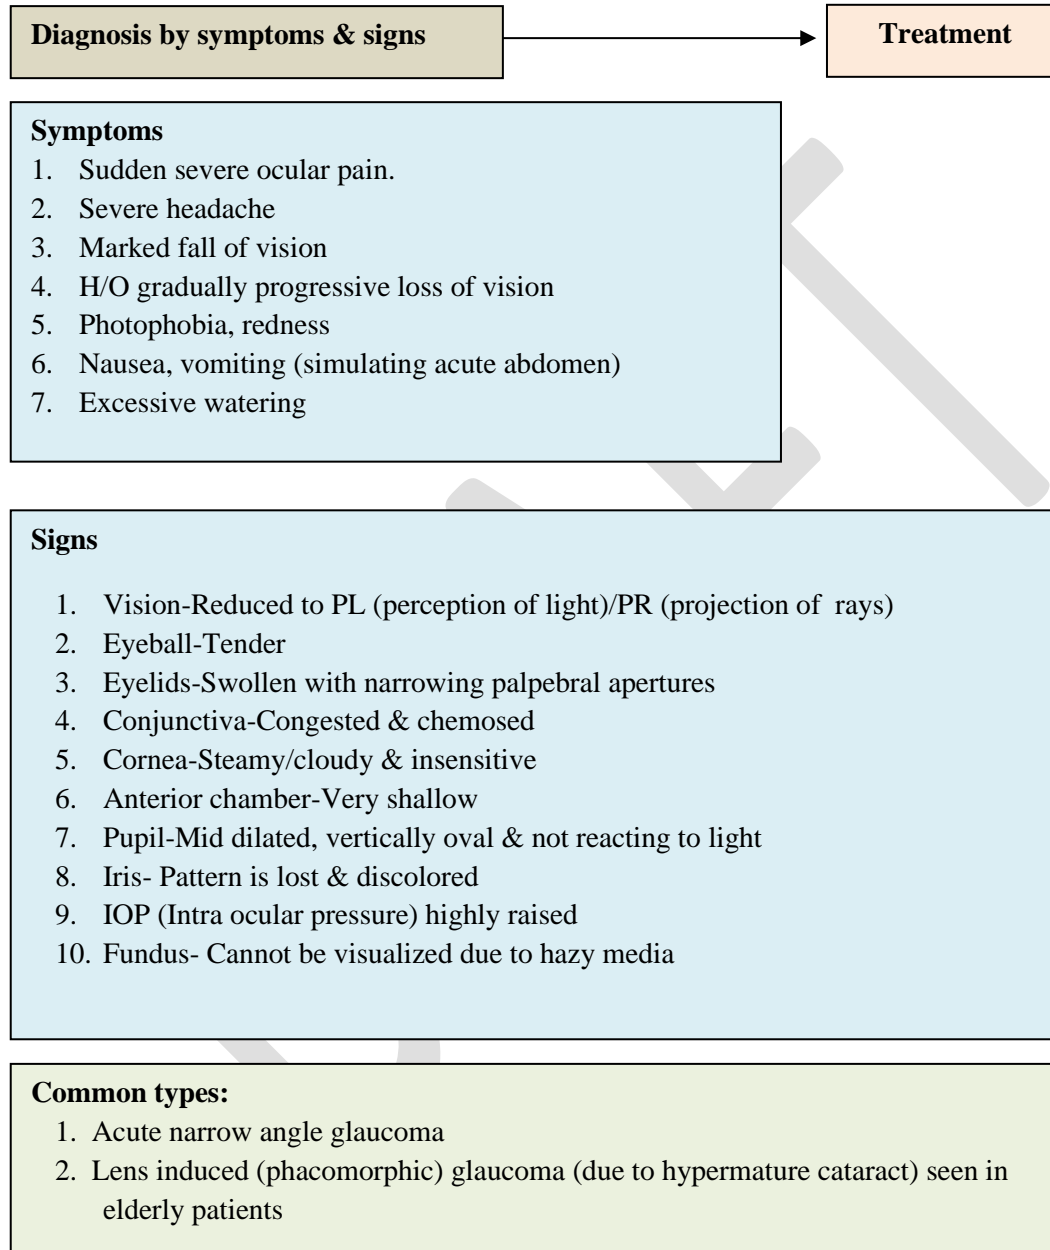 Diagnosis by symptoms & signs
Treatment
Symptoms
1. Sudden severe ocular pain.
2. Severe headache
3. Marked fall of vision
4. H/O gradually progressive loss of vision
5. Photophobia, redness
6. Nausea, vomiting (simulating acute abdomen)
7. Excessive watering
Signs
1. Vision-Reduced to PL (perception of light)/PR (projection of rays)
2. Eyeball-Tender
3. Eyelids-Swollen with narrowing palpebral apertures
4. Conjunctiva-Congested & chemosed
5. Cornea-Steamy/cloudy & insensitive
6. Anterior chamber-Very shallow
7. Pupil-Mid dilated, vertically oval & not reacting to light
8. Iris- Pattern is lost & discolored
9. IOP (Intra ocular pressure) highly raised
10. Fundus- Cannot be visualized due to hazy media
Common types:
1. Acute narrow angle glaucoma
2. Lens induced (phacomorphic) glaucoma (due to hypermature cataract) seen in
elderly patients